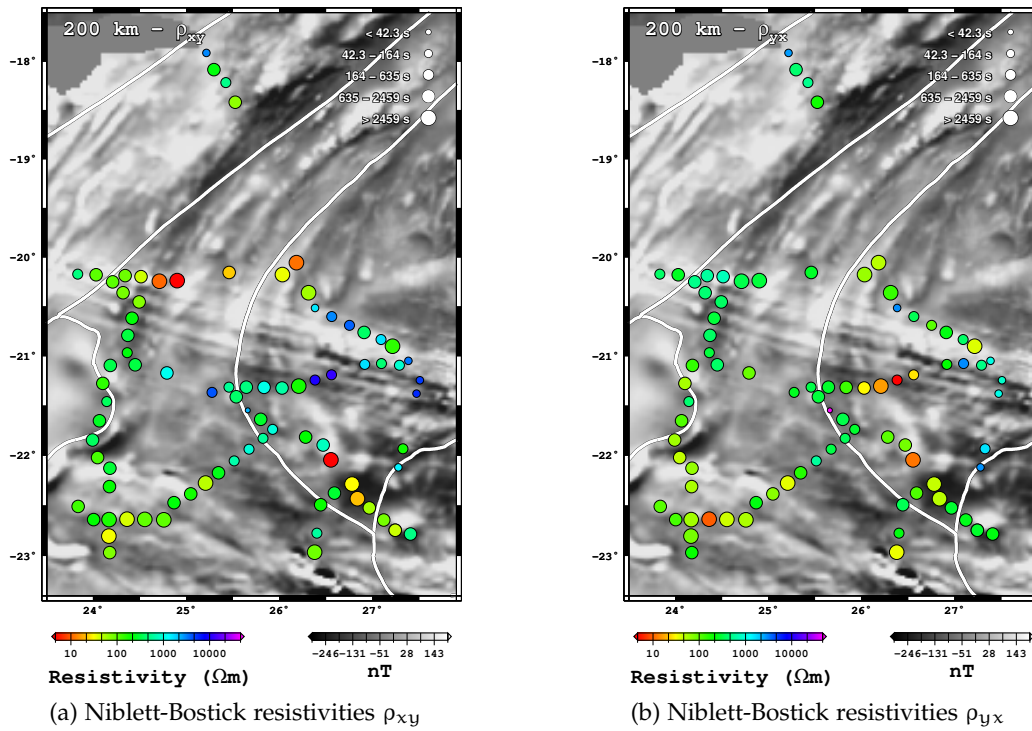 200 km – ρxy
< 42.3 s
42.3 – 164 s
164 – 635 s
635 – 2459 s
> 2459 s
−18°
−19°
−20°
−21°
−22°
−23°
24°
25°
26°
27°
10
100
1000
10000
Resistivity (Ωm)
−246
−131
−51
28
143
nT
(a) Niblett-Bostick resistivities ρxy
200 km – ρyx
< 42.3 s
42.3 – 164 s
164 – 635 s
635 – 2459 s
> 2459 s
−18°
−19°
−20°
−21°
−22°
−23°
24°
25°
26°
27°
10
100
1000
10000
Resistivity (Ωm)
−246
−131
−51
28
143
nT
(b) Niblett-Bostick resistivities ρyx